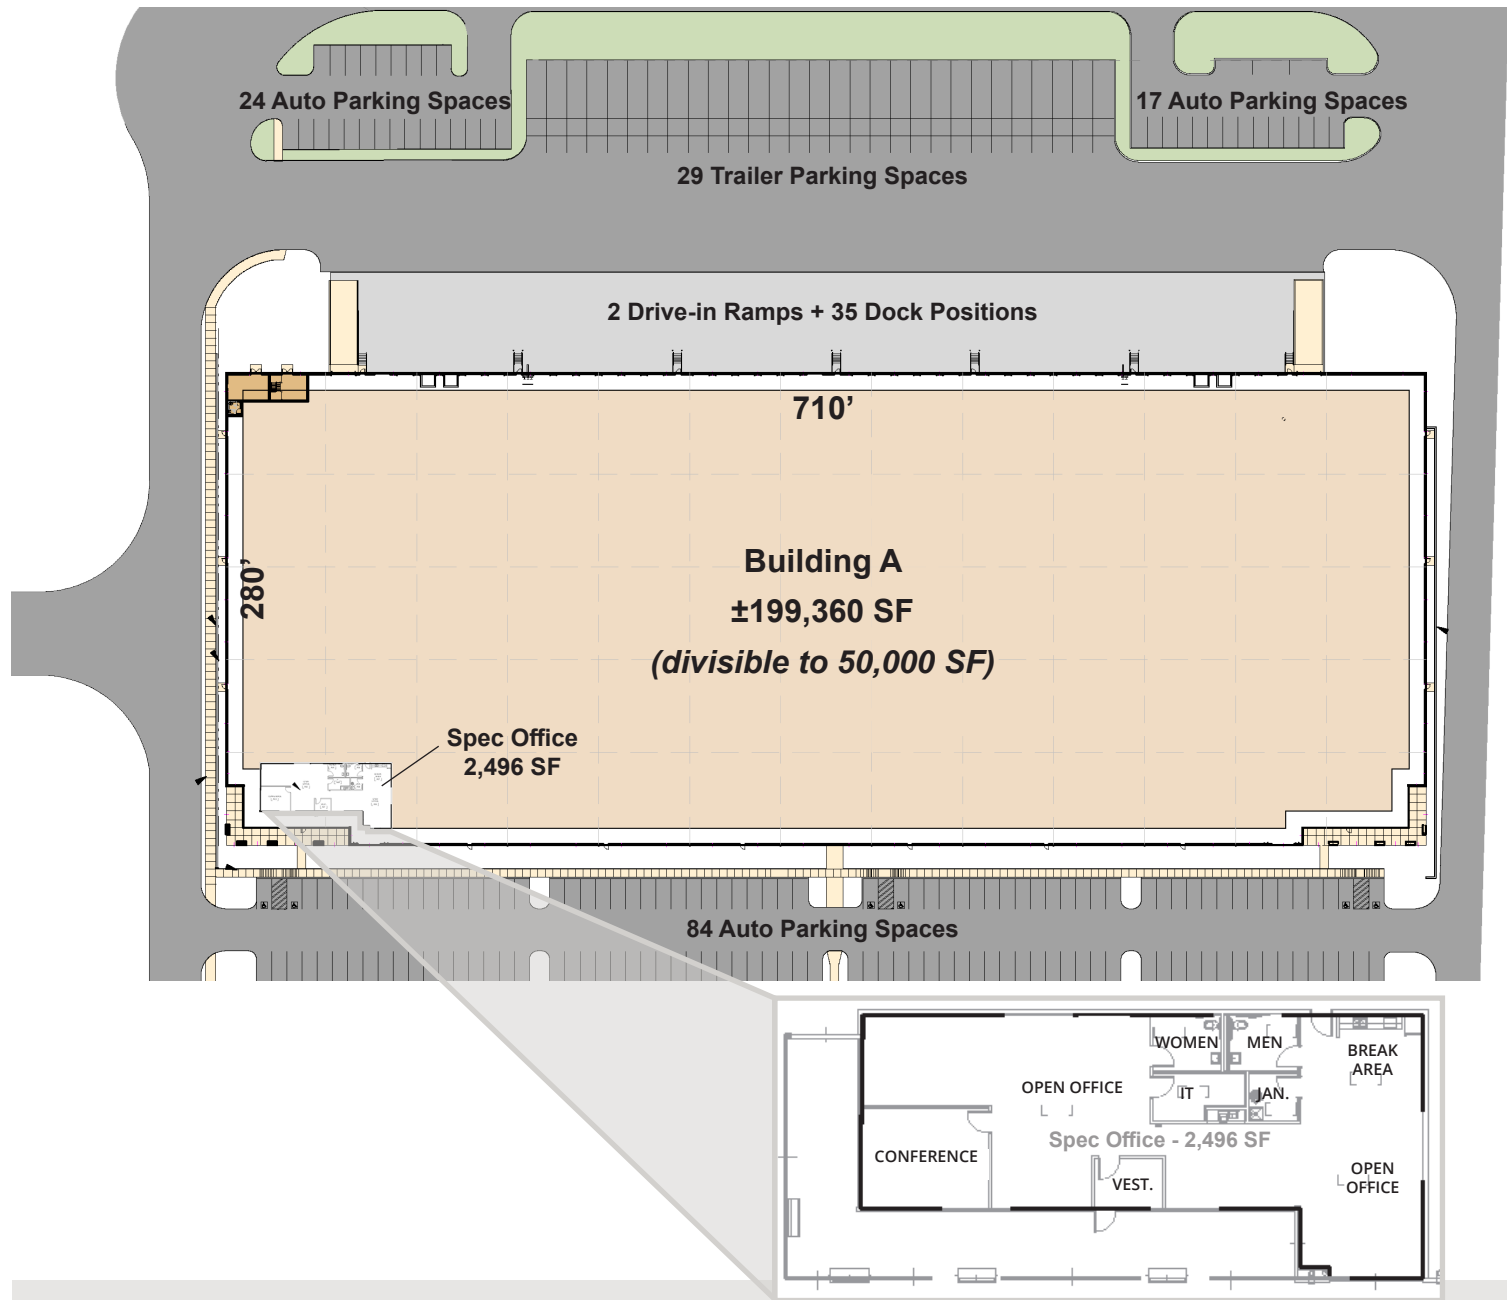 24 Auto Parking Spaces
17 Auto Parking Spaces
29 Trailer Parking Spaces
2 Drive-in Ramps + 35 Dock Positions
710’
280’
Building A
±199,360 SF
(divisible to 50,000 SF)
Spec Office
2,496 SF
84 Auto Parking Spaces
WOMEN
MEN
BREAK
AREA
OPEN OFFICE
IT
JAN.
Spec Office - 2,496 SF
CONFERENCE
VEST.
OPEN
OFFICE